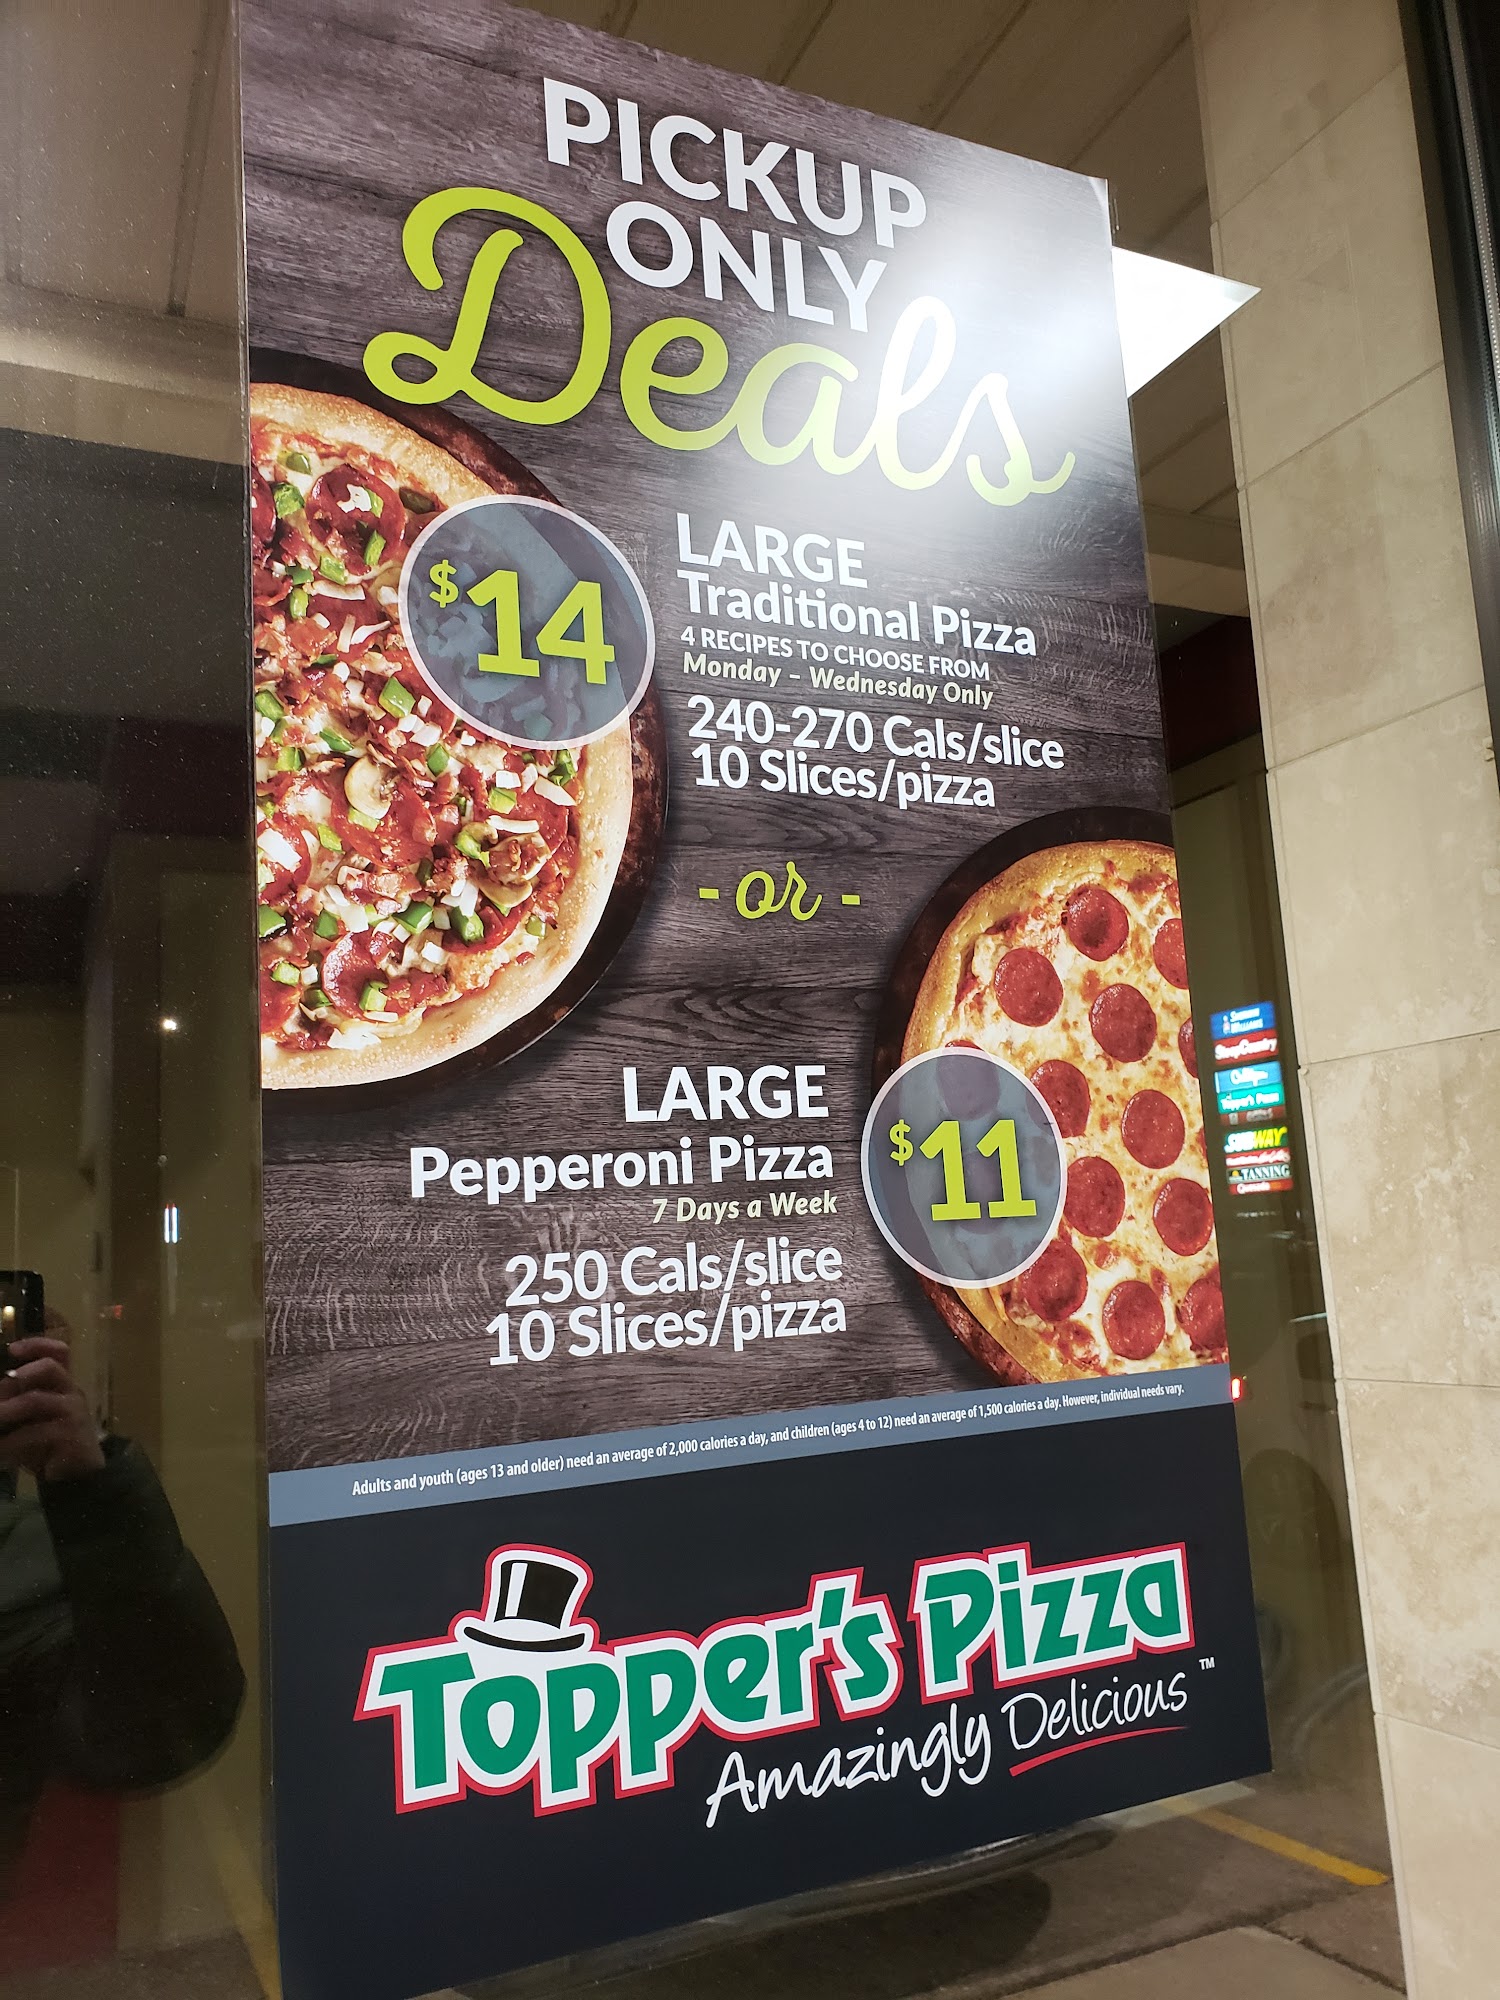 PICKUP
ONLY
Deals
$14
LARGE
Traditional Pizza
4 RECIPES TO CHOOSE FROM
Monday – Wednesday Only
240-270 Cals/slice
10 Slices/pizza
- or -
LARGE
Pepperoni Pizza
7 Days a Week
$11
250 Cals/slice
10 Slices/pizza
Adults and youth (ages 13 and older) need an average of 2,000 calories a day, and children (ages 4 to 12) need an average of 1,500 calories a day. However, individual needs vary.
Topper's Pizza
Amazingly Delicious ™
Topper's Pizza
SUBWAY
TANNING